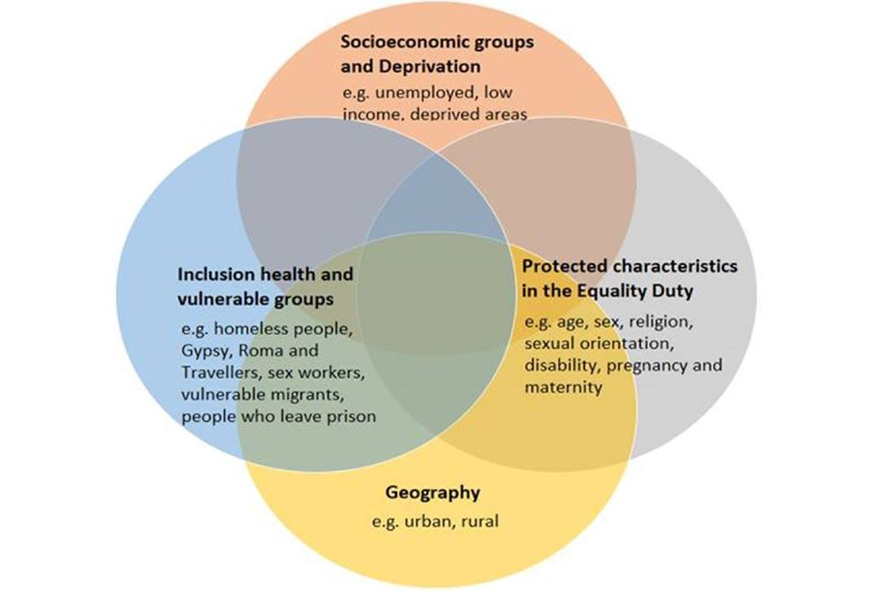 Socioeconomic groups
and Deprivation
e.g. unemployed, low
income, deprived areas
Inclusion health and
vulnerable groups
e.g. homeless people,
Gypsy, Roma and
Travellers, sex workers,
vulnerable migrants,
people who leave prison
Protected characteristics
in the Equality Duty
e.g. age, sex, religion,
sexual orientation,
disability, pregnancy and
maternity
Geography
e.g. urban, rural